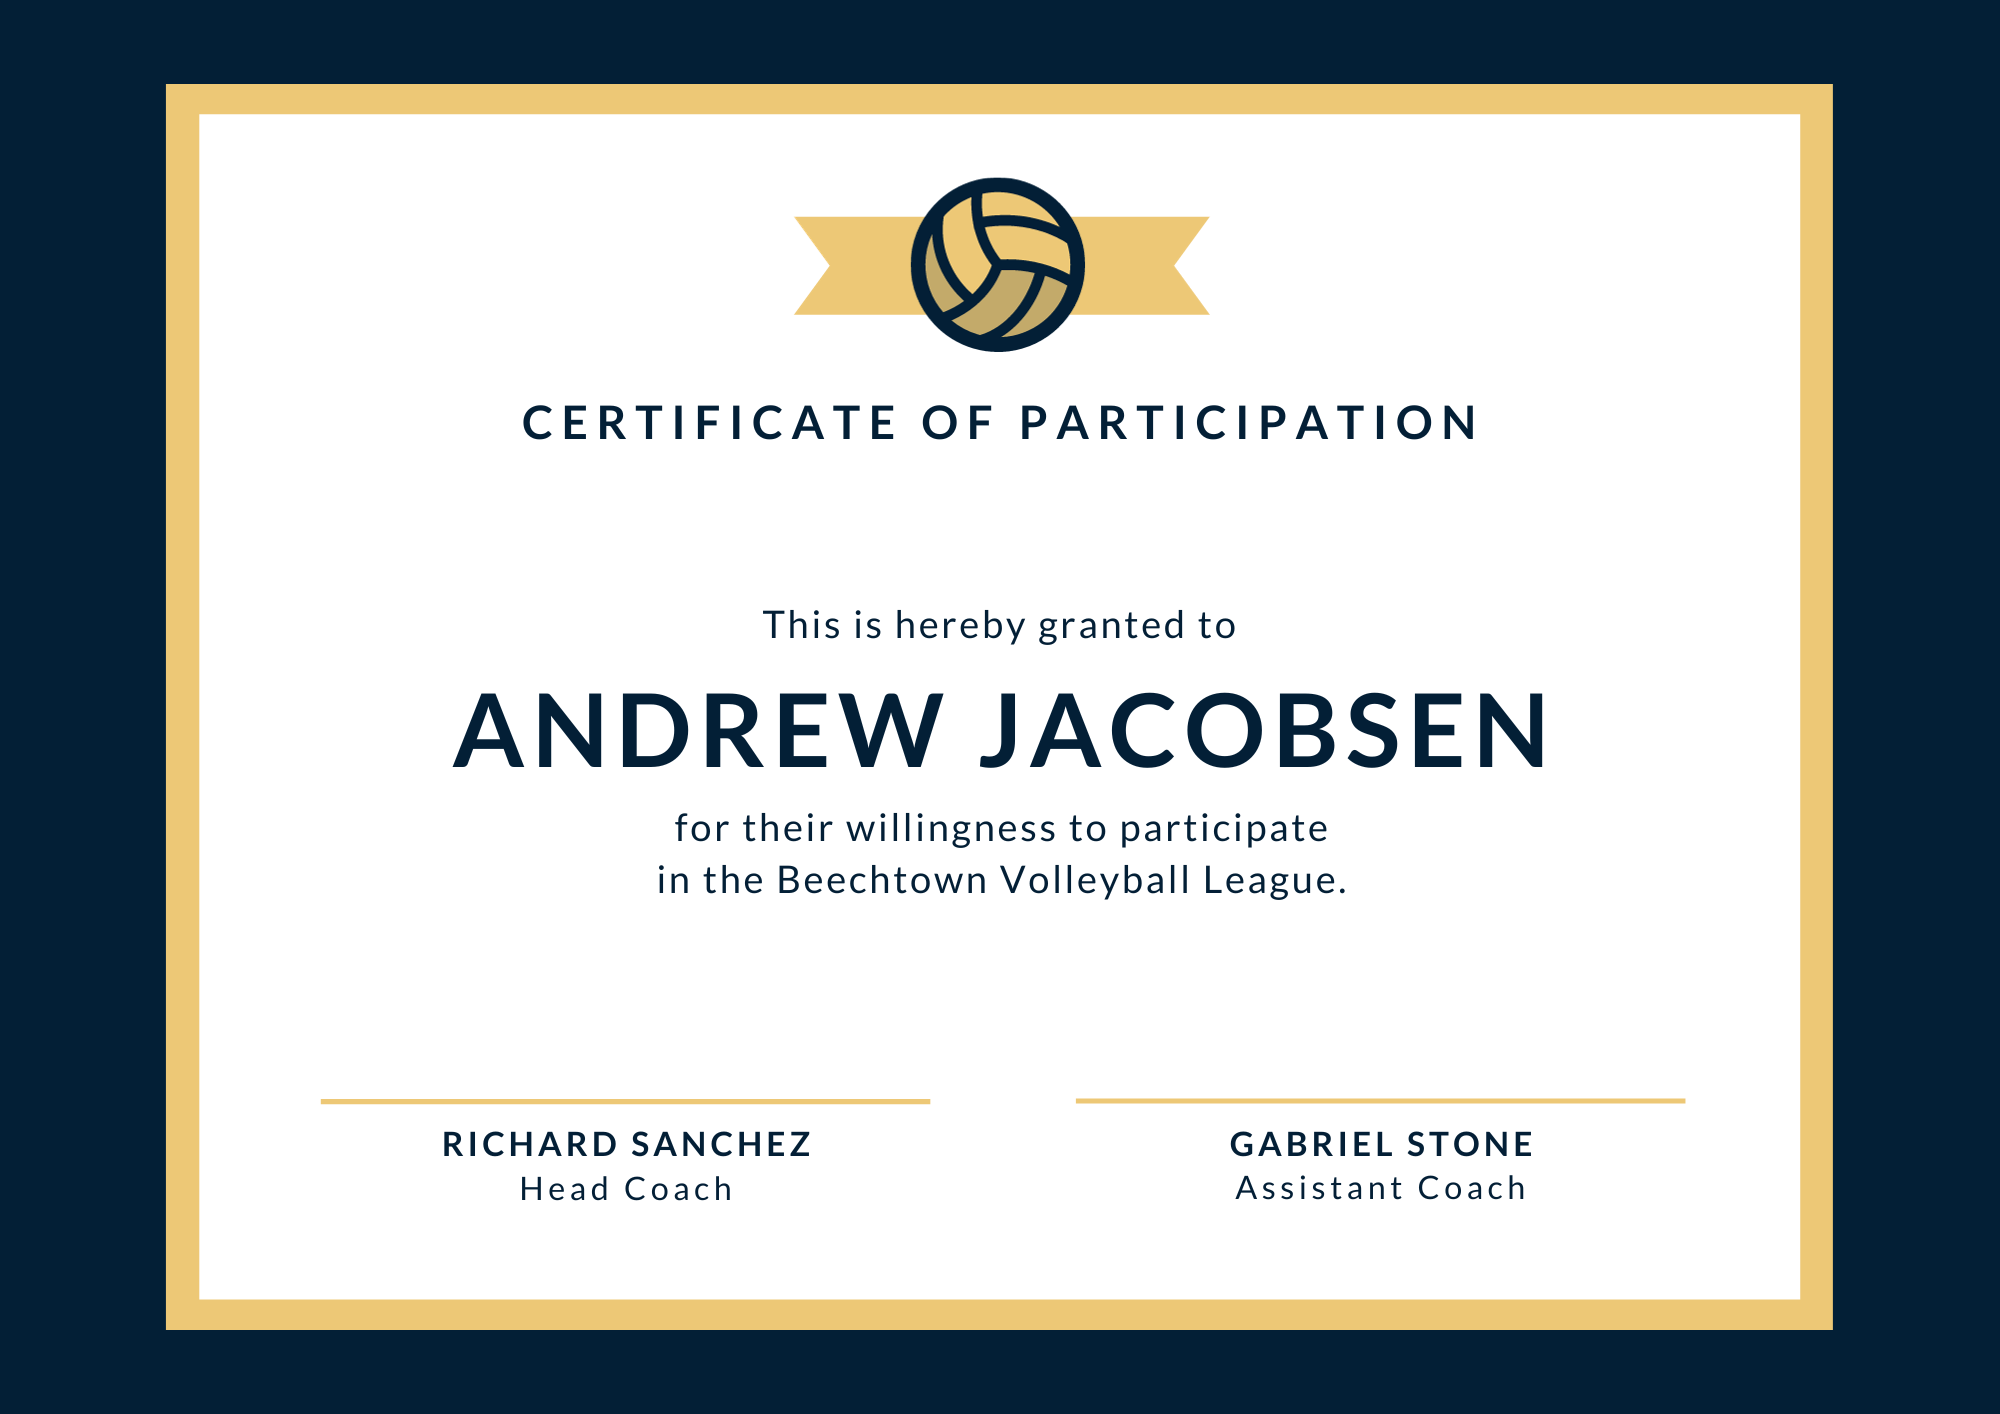 CERTIFICATE OF PARTICIPATION
This is hereby granted to
ANDREW JACOBSEN
for their willingness to participate
in the Beechtown Volleyball League.
RICHARD SANCHEZ
Head Coach
GABRIEL STONE
Assistant Coach